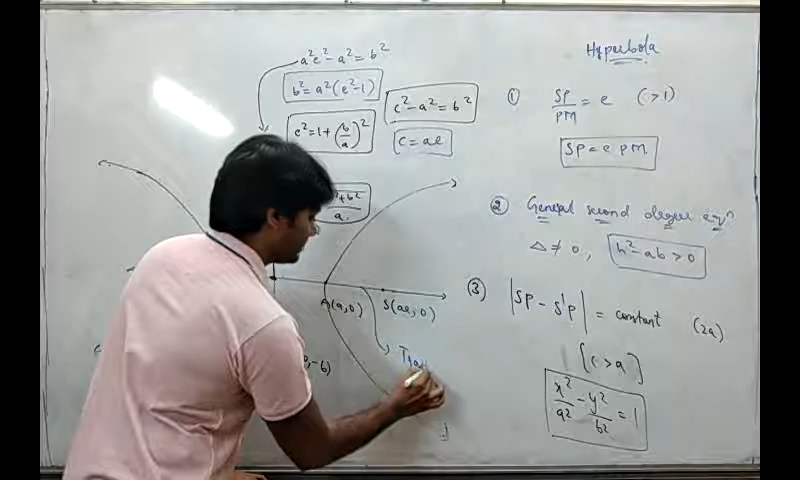 a²e² - a² = b²
b² = a²(e²-1)
c² - a² = b²
e² = 1 + (b/a)²
c = ae
+b²
a
A(a,0)
S(ae,0)
,-b)
Tra
Hyperbola
① SP/PM = e (>1)
SP = e PM
② General second degree eqⁿ
Δ ≠ 0, h² - ab > 0
③ |SP - S'P| = constant (2a)
[c > a]
x²/a² - y²/b² = 1